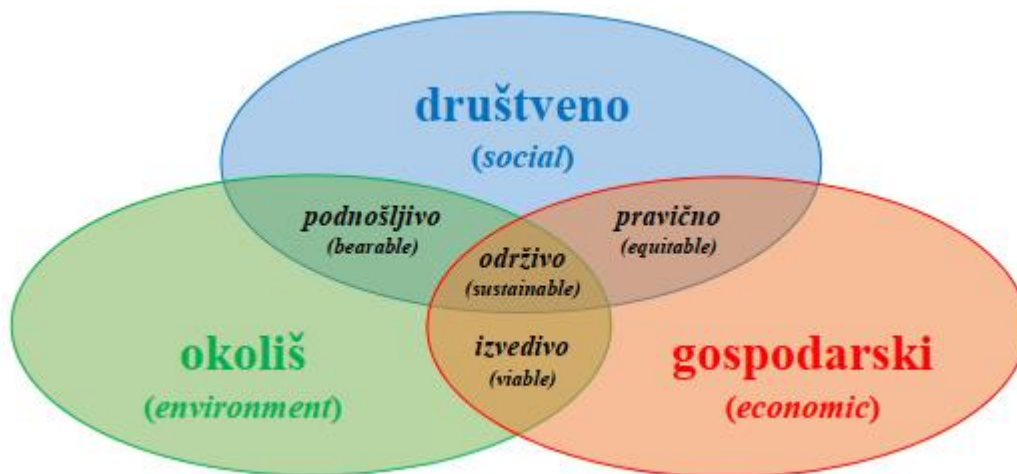 društveno
(social)
podnošljivo
(bearable)
pravično
(equitable)
održivo
(sustainable)
okoliš
(environment)
izvedivo
(viable)
gospodarski
(economic)